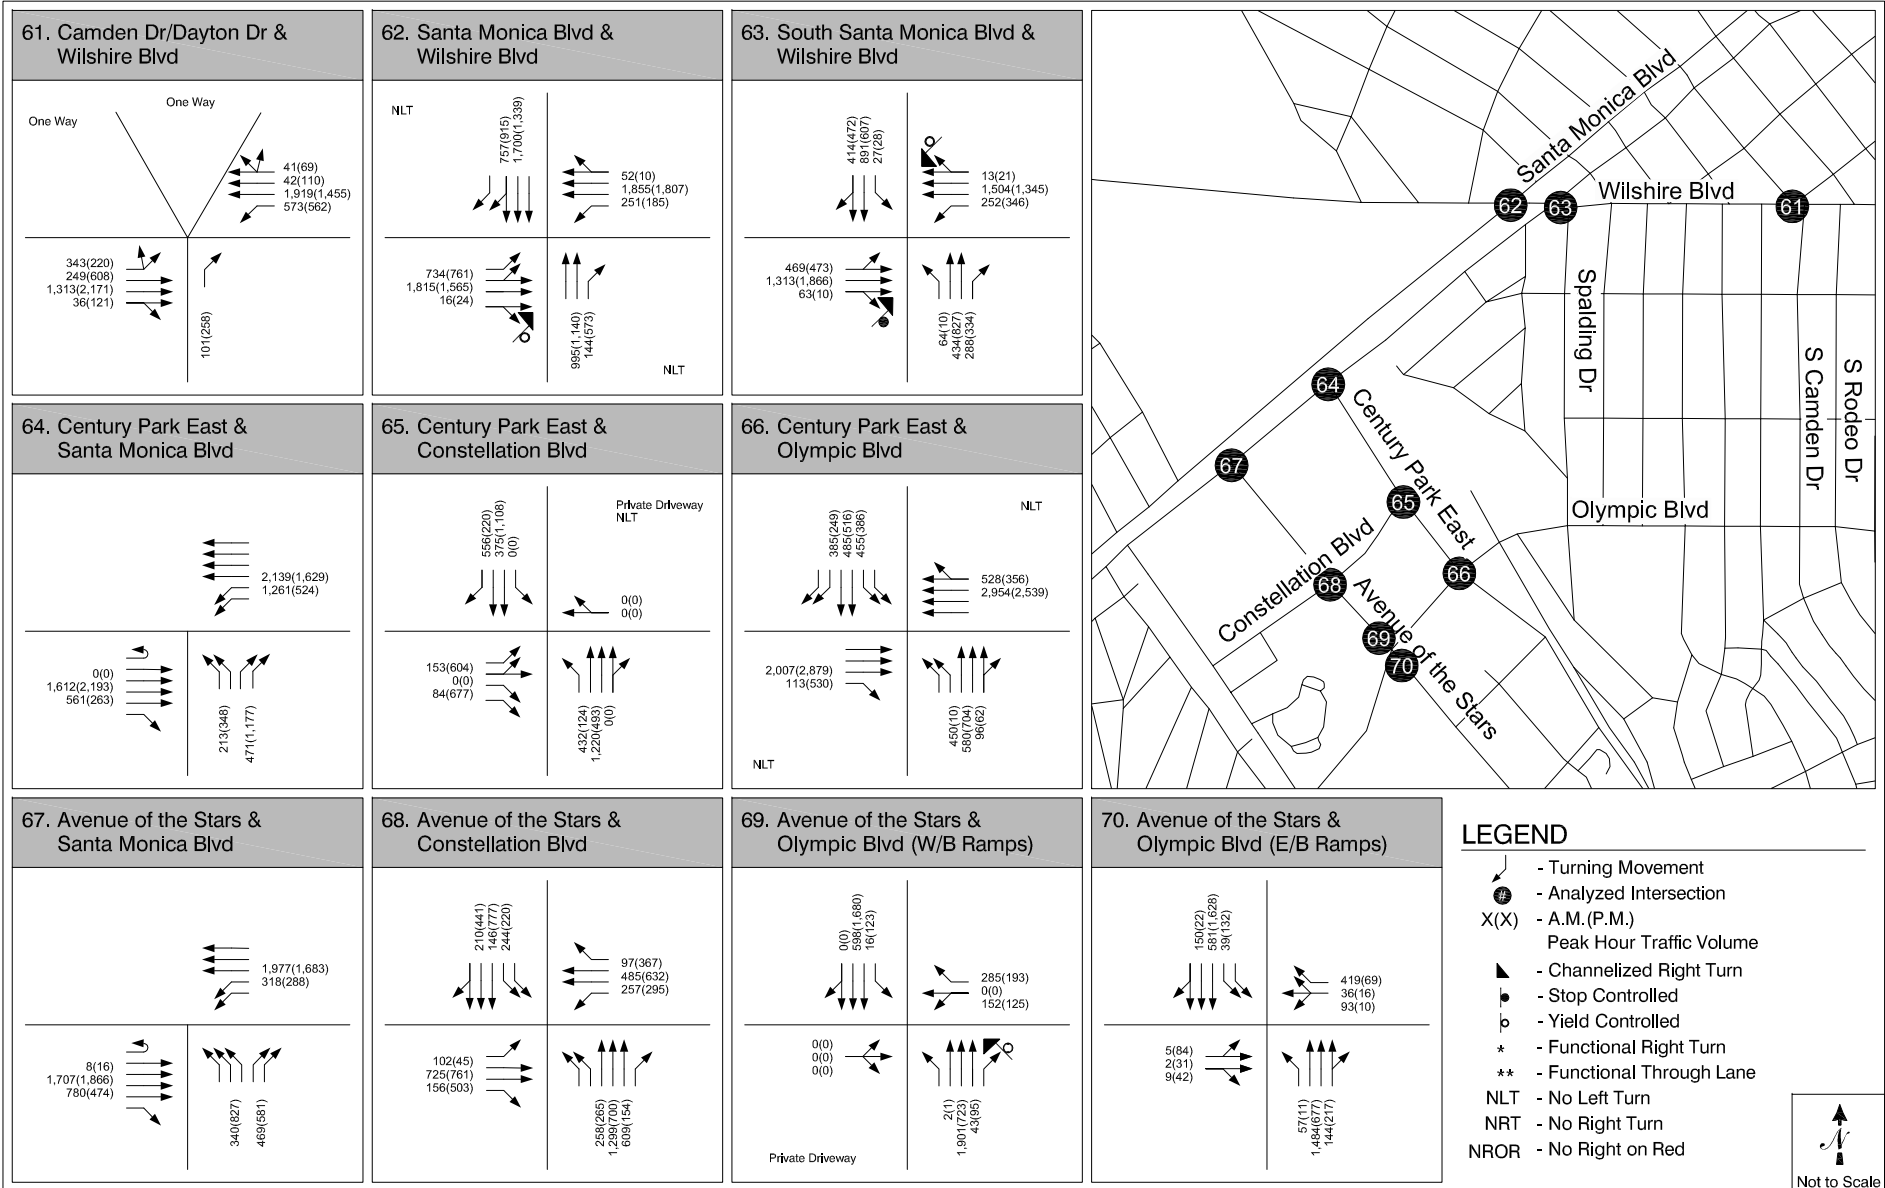 61. Camden Dr/Dayton Dr &
Wilshire Blvd
One Way
One Way
41(69)
42(110)
1,919(1,455)
573(562)
343(220)
249(608)
1,313(2,171)
36(121)
101(258)
62. Santa Monica Blvd &
Wilshire Blvd
NLT
757(915)
1,700(1,339)
52(10)
1,855(1,807)
251(185)
734(761)
1,815(1,565)
16(24)
995(1,140)
144(573)
NLT
63. South Santa Monica Blvd &
Wilshire Blvd
414(472)
891(607)
27(28)
13(21)
1,504(1,345)
252(346)
469(473)
1,313(1,866)
63(10)
64(10)
434(827)
288(334)
64. Century Park East &
Santa Monica Blvd
2,139(1,629)
1,261(524)
0(0)
1,612(2,193)
561(263)
213(348)
471(1,177)
65. Century Park East &
Constellation Blvd
Private Driveway
NLT
556(220)
375(1,108)
0(0)
0(0)
0(0)
153(604)
0(0)
84(677)
432(124)
1,220(493)
0(0)
66. Century Park East &
Olympic Blvd
NLT
385(249)
485(516)
455(386)
528(356)
2,954(2,539)
2,007(2,879)
113(530)
450(10)
580(704)
96(62)
NLT
67. Avenue of the Stars &
Santa Monica Blvd
1,977(1,683)
318(288)
8(16)
1,707(1,866)
780(474)
340(827)
469(581)
68. Avenue of the Stars &
Constellation Blvd
210(441)
146(777)
244(220)
97(367)
485(632)
257(295)
102(45)
725(761)
156(503)
258(265)
1,299(700)
609(154)
69. Avenue of the Stars &
Olympic Blvd (W/B Ramps)
0(0)
598(1,680)
16(123)
285(193)
0(0)
152(125)
0(0)
0(0)
0(0)
2(1)
1,901(723)
43(95)
Private Driveway
70. Avenue of the Stars &
Olympic Blvd (E/B Ramps)
150(22)
581(1,628)
39(132)
419(69)
36(16)
93(10)
5(84)
2(31)
9(42)
57(11)
1,484(677)
144(217)
Santa Monica Blvd
Wilshire Blvd
62
63
61
Spalding Dr
S Camden Dr
S Rodeo Dr
64
Century Park East
67
65
Olympic Blvd
Constellation Blvd
66
68
Avenue of the Stars
69
70
LEGEND
- Turning Movement
# - Analyzed Intersection
X(X) - A.M.(P.M.)
Peak Hour Traffic Volume
- Channelized Right Turn
- Stop Controlled
- Yield Controlled
* - Functional Right Turn
** - Functional Through Lane
NLT - No Left Turn
NRT - No Right Turn
NROR - No Right on Red
N
Not to Scale